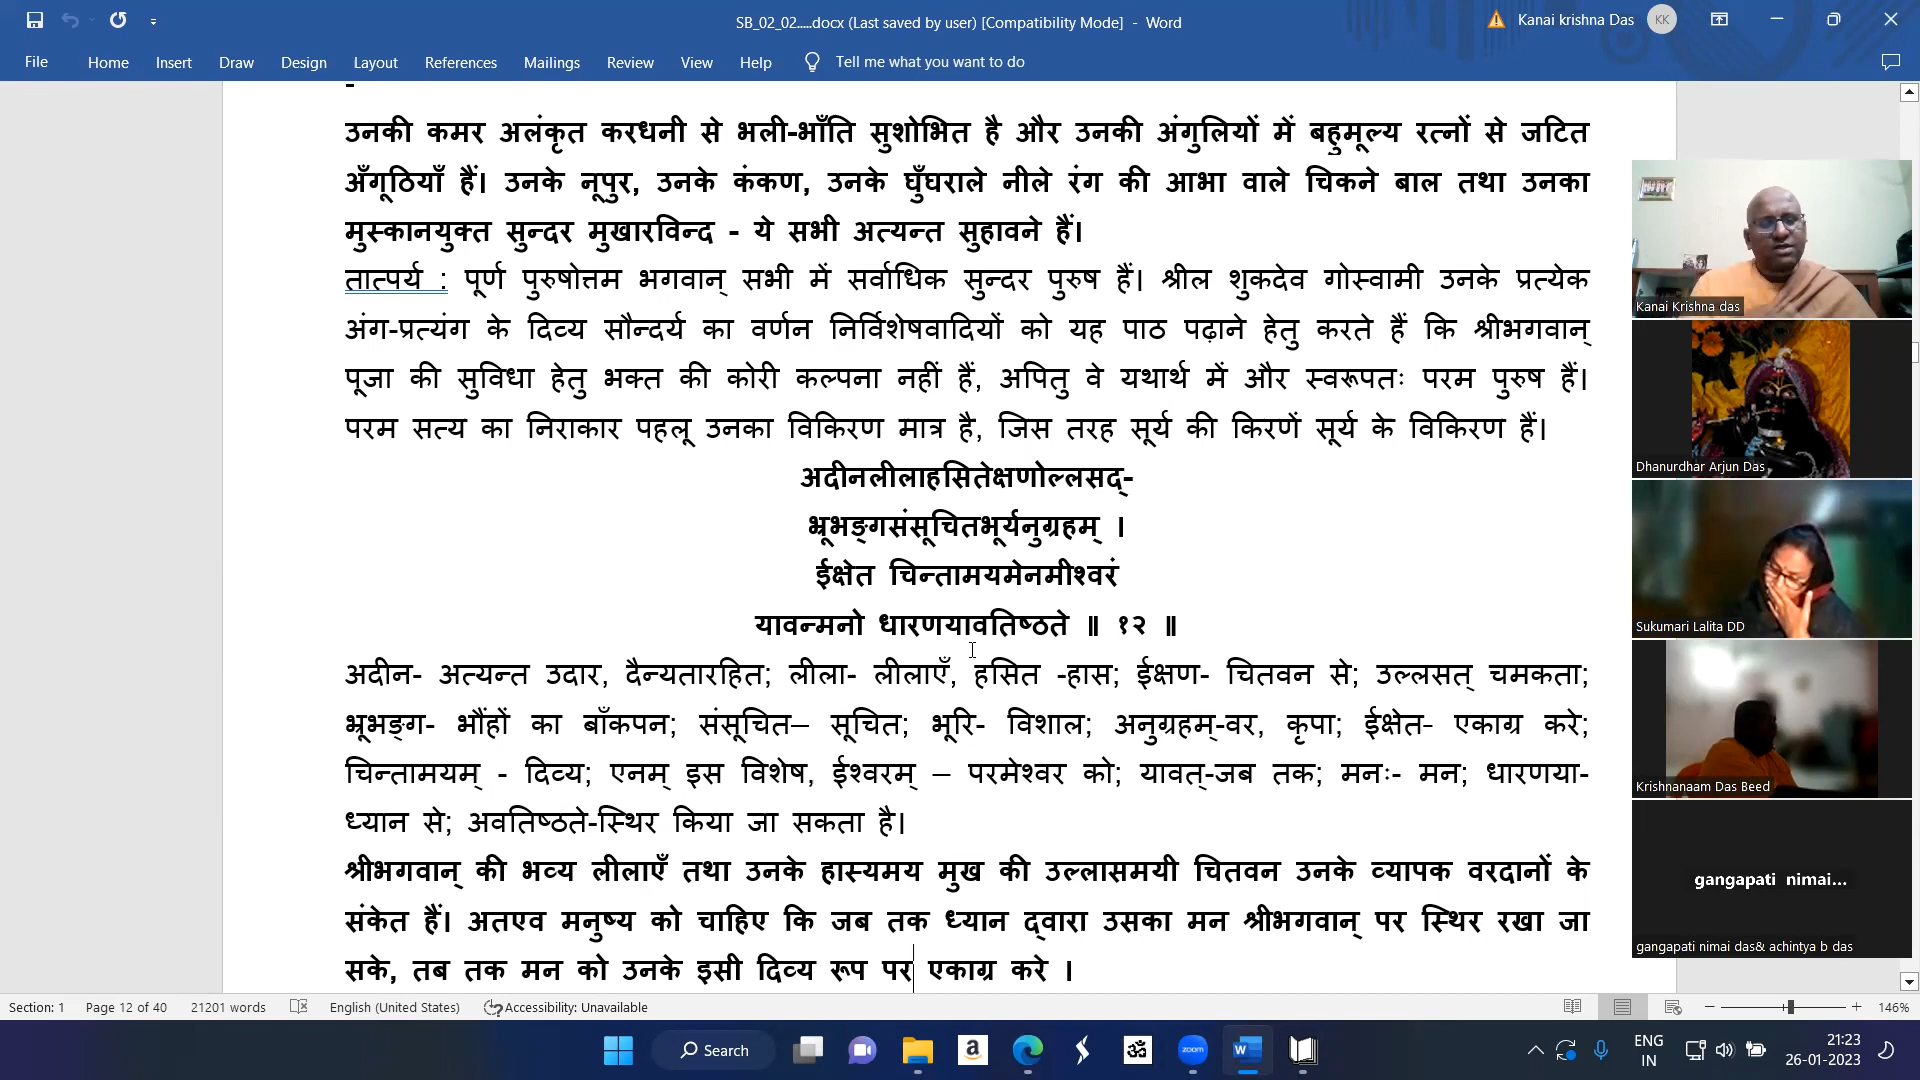 SB_02_02.....docx (Last saved by user) [Compatibility Mode] - Word
Kanai krishna Das
KK
File Home Insert Draw Design Layout References Mailings Review View Help Tell me what you want to do
उनकी कमर अलंकृत करधनी से भली-भाँति सुशोभित है और उनकी अंगुलियों में बहुमूल्य रत्नों से जटित
अँगूठियाँ हैं। उनके नूपुर, उनके कंकण, उनके घुँघराले नीले रंग की आभा वाले चिकने बाल तथा उनका
मुस्कानयुक्त सुन्दर मुखारविन्द - ये सभी अत्यन्त सुहावने हैं।
तात्पर्य : पूर्ण पुरुषोत्तम भगवान् सभी में सर्वाधिक सुन्दर पुरुष हैं। श्रील शुकदेव गोस्वामी उनके प्रत्येक
अंग-प्रत्यंग के दिव्य सौन्दर्य का वर्णन निर्विशेषवादियों को यह पाठ पढ़ाने हेतु करते हैं कि श्रीभगवान्
पूजा की सुविधा हेतु भक्त की कोरी कल्पना नहीं हैं, अपितु वे यथार्थ में और स्वरूपतः परम पुरुष हैं।
परम सत्य का निराकार पहलू उनका विकिरण मात्र है, जिस तरह सूर्य की किरणें सूर्य के विकिरण हैं।
अदीनलीलाहसितेक्षणोल्लसद्-
भ्रूभङ्गसंसूचितभूर्यनुग्रहम् ।
ईक्षेत चिन्तामयमेनमीश्वरं
यावन्मनो धारणयावतिष्ठते ॥ १२ ॥
अदीन- अत्यन्त उदार, दैन्यतारहित; लीला- लीलाएँ, हसित -हास; ईक्षण- चितवन से; उल्लसत् चमकता;
भ्रूभङ्ग- भौंहों का बाँकपन; संसूचित– सूचित; भूरि- विशाल; अनुग्रहम्-वर, कृपा; ईक्षेत- एकाग्र करे;
चिन्तामयम् - दिव्य; एनम् इस विशेष, ईश्वरम् – परमेश्वर को; यावत्-जब तक; मनः- मन; धारणया-
ध्यान से; अवतिष्ठते-स्थिर किया जा सकता है।
श्रीभगवान् की भव्य लीलाएँ तथा उनके हास्यमय मुख की उल्लासमयी चितवन उनके व्यापक वरदानों के
संकेत हैं। अतएव मनुष्य को चाहिए कि जब तक ध्यान द्वारा उसका मन श्रीभगवान् पर स्थिर रखा जा
सके, तब तक मन को उनके इसी दिव्य रूप पर एकाग्र करे ।
Kanai Krishna das
Dhanurdhar Arjun Das
Sukumari Lalita DD
Krishnanaam Das Beed
gangapati nimai...
gangapati nimai das& achintya b das
Section: 1 Page 12 of 40 21201 words English (United States) Accessibility: Unavailable
146%
Search
a
ॐ
zoom
W
ENG
IN
21:23
26-01-2023